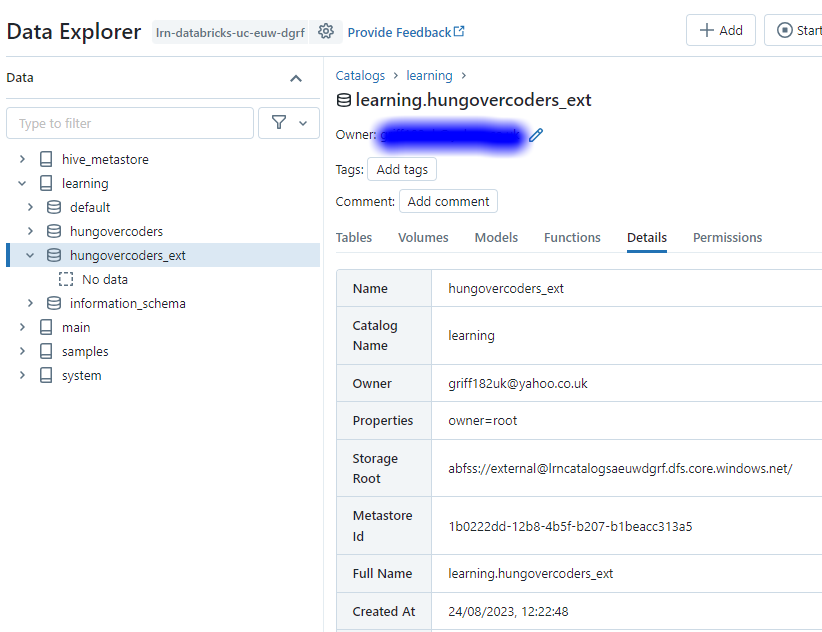 Data Explorer lrn-databricks-uc-euw-dgrf Provide Feedback Add Start
Data
Type to filter
hive_metastore
learning
default
hungovercoders
hungovercoders_ext
No data
information_schema
main
samples
system
Catalogs > learning >
learning.hungovercoders_ext
Owner:
Tags: Add tags
Comment: Add comment
Tables Volumes Models Functions Details Permissions
Name hungovercoders_ext
Catalog
Name learning
Owner griff182uk@yahoo.co.uk
Properties owner=root
Storage
Root abfss://external@lrncatalogsaeuwdgrf.dfs.core.windows.net/
Metastore
Id 1b0222dd-12b8-4b5f-b207-b1beacc313a5
Full Name learning.hungovercoders_ext
Created At 24/08/2023, 12:22:48